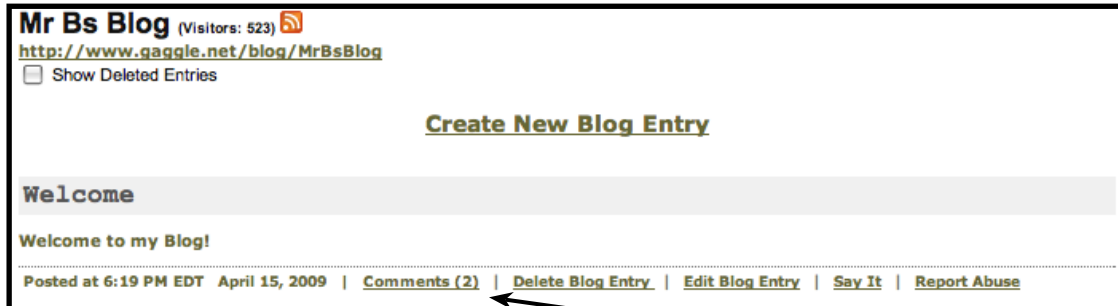 Mr Bs Blog (Visitors: 523)
http://www.gaggle.net/blog/MrBsBlog
Show Deleted Entries
Create New Blog Entry
Welcome
Welcome to my Blog!
Posted at 6:19 PM EDT April 15, 2009 | Comments (2) | Delete Blog Entry | Edit Blog Entry | Say It | Report Abuse